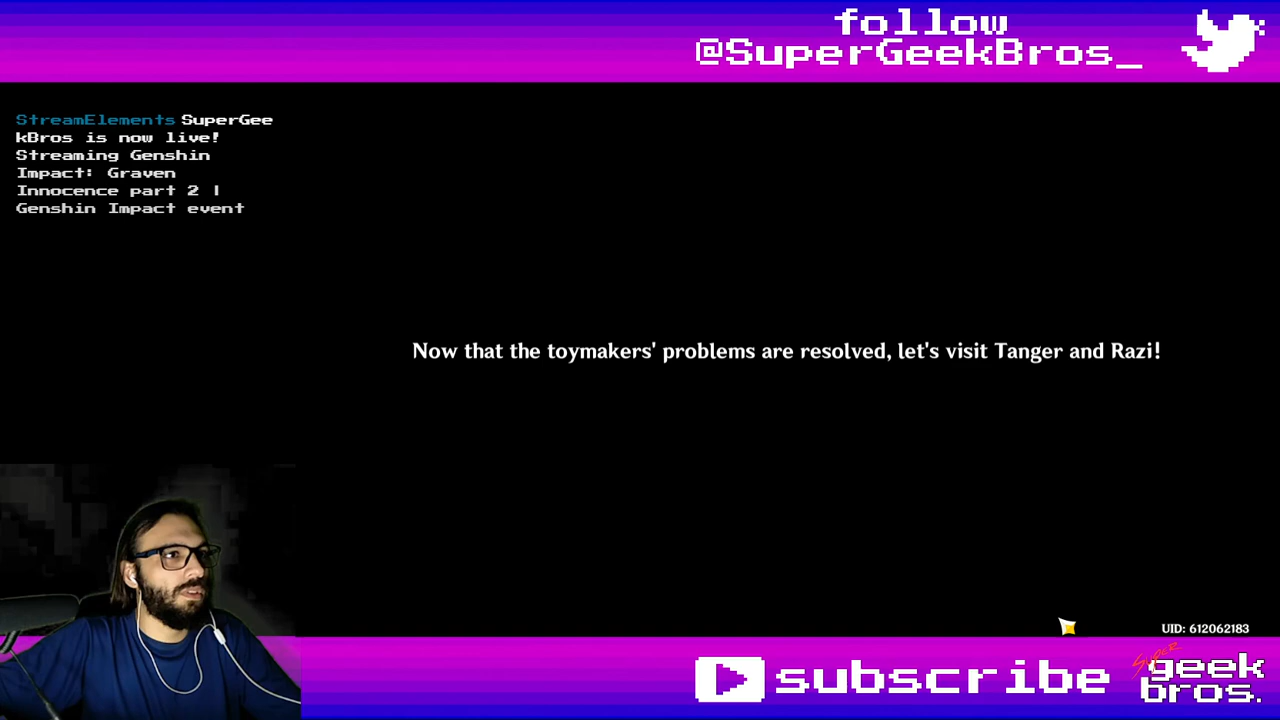 follow
@SuperGeekBros_
StreamElements SuperGee
kBros is now live!
Streaming Genshin
Impact: Graven
Innocence part 2 |
Genshin Impact event
Now that the toymakers' problems are resolved, let's visit Tanger and Razi!
UID: 612062183
subscribe
SUPER
geek
bros.